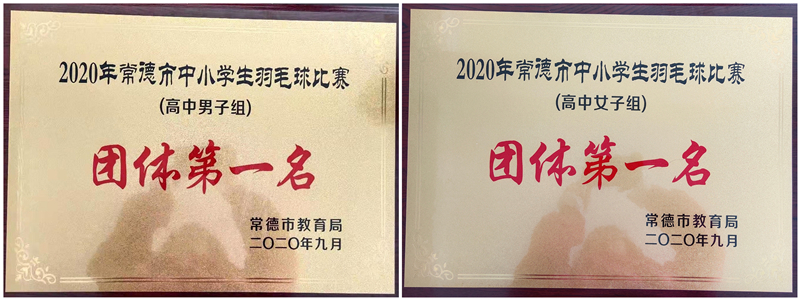 2020年常德市中小学生羽毛球比赛
(高中男子组)
团体第一名
常德市教育局
二〇二〇年九月
2020年常德市中小学生羽毛球比赛
(高中女子组)
团体第一名
常德市教育局
二〇二〇年九月